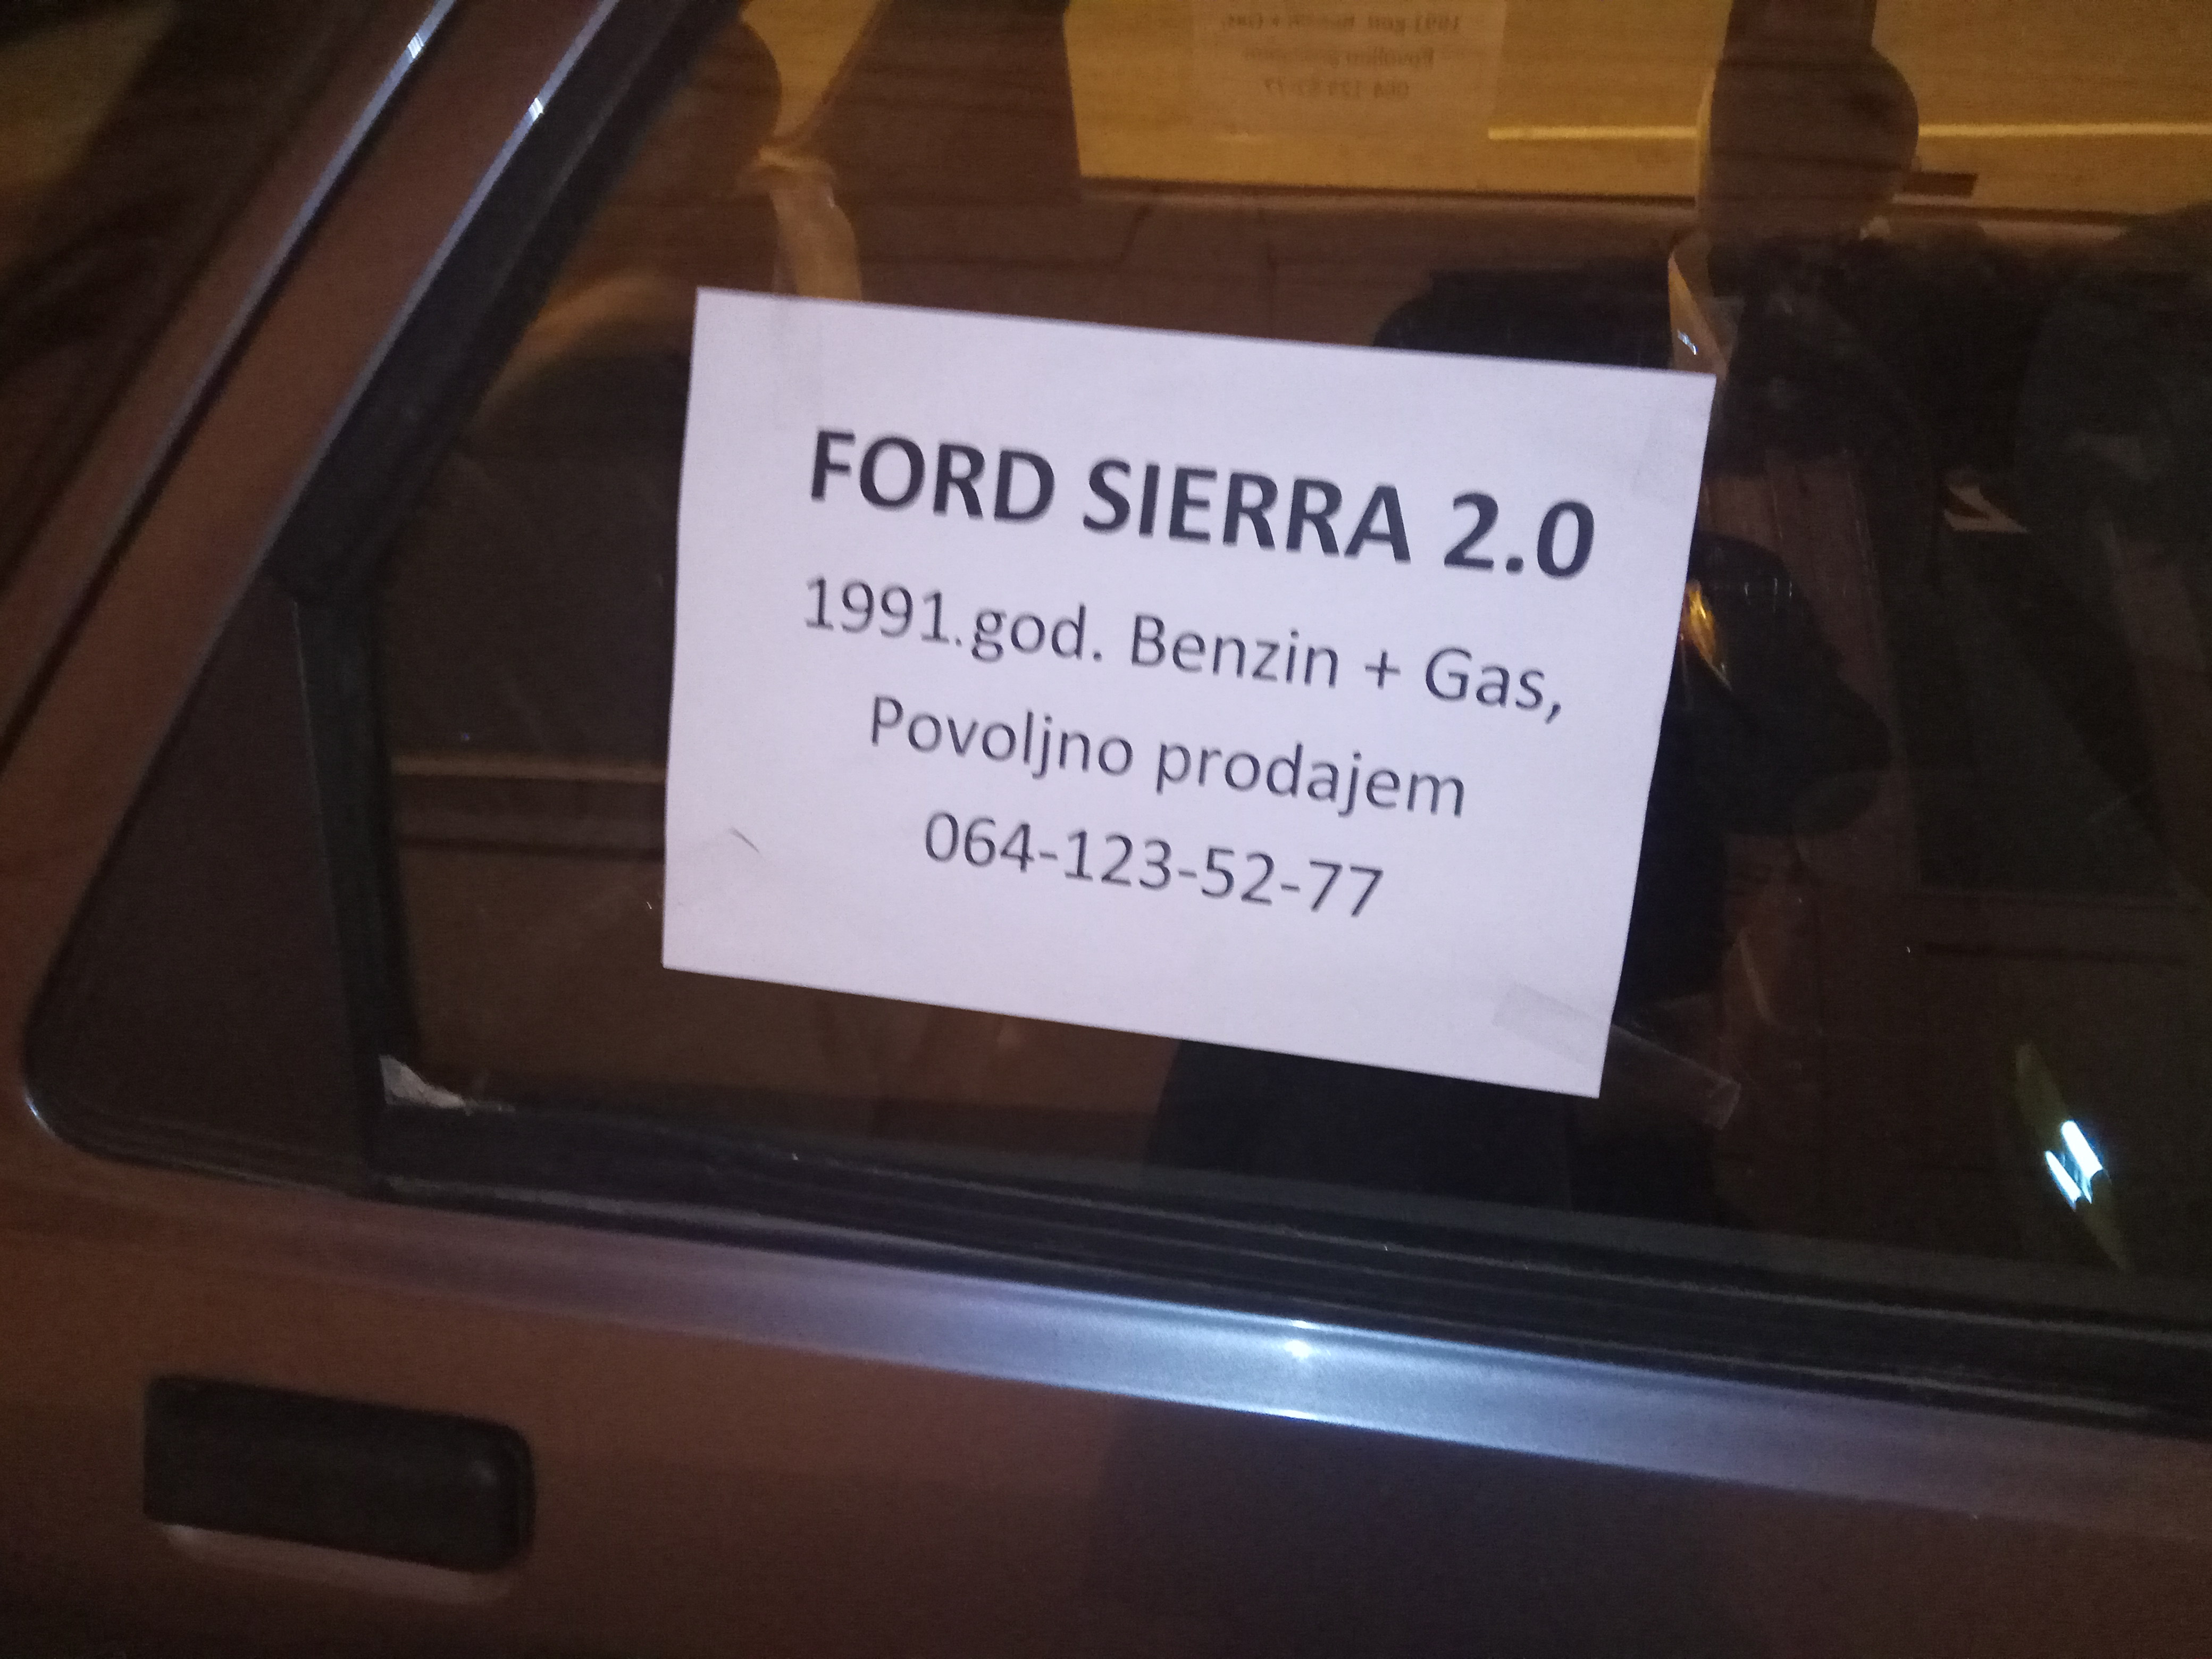 FORD SIERRA 2.0
1991.god. Benzin + Gas,
Povoljno prodajem
064-123-52-77